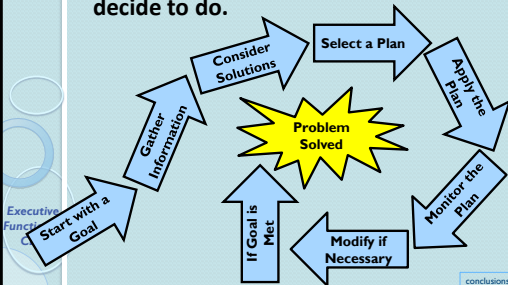 decide to do.
Start with a
Goal
Gather
Information
Consider
Solutions
Select a Plan
Apply the
Plan
Monitor the
Plan
Modify if
Necessary
If Goal is
Met
Problem
Solved
Executive
conclusions